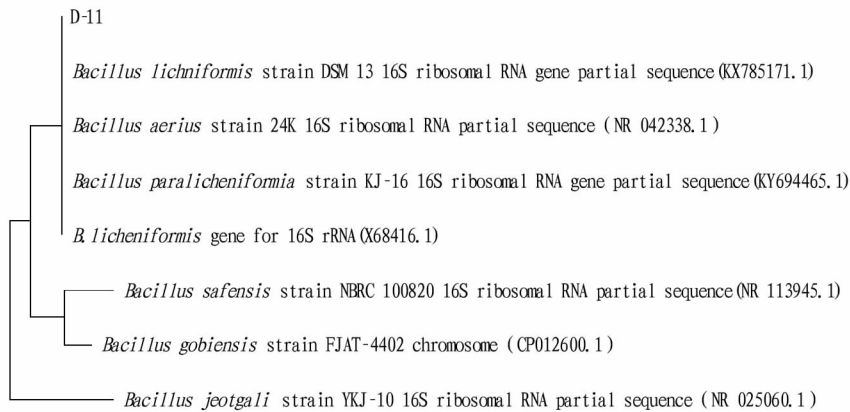 D-11
Bacillus lichniformis strain DSM 13 16S ribosomal RNA gene partial sequence(KX785171.1)
Bacillus aerius strain 24K 16S ribosomal RNA partial sequence (NR 042338.1)
Bacillus paralicheniformia strain KJ-16 16S ribosomal RNA gene partial sequence(KY694465.1)
B.licheniformis gene for 16S rRNA(X68416.1)
Bacillus safensis strain NBRC 100820 16S ribosomal RNA partial sequence(NR 113945.1)
Bacillus gobiensis strain FJAT-4402 chromosome (CP012600.1)
Bacillus jeotgali strain YKJ-10 16S ribosomal RNA partial sequence (NR 025060.1)